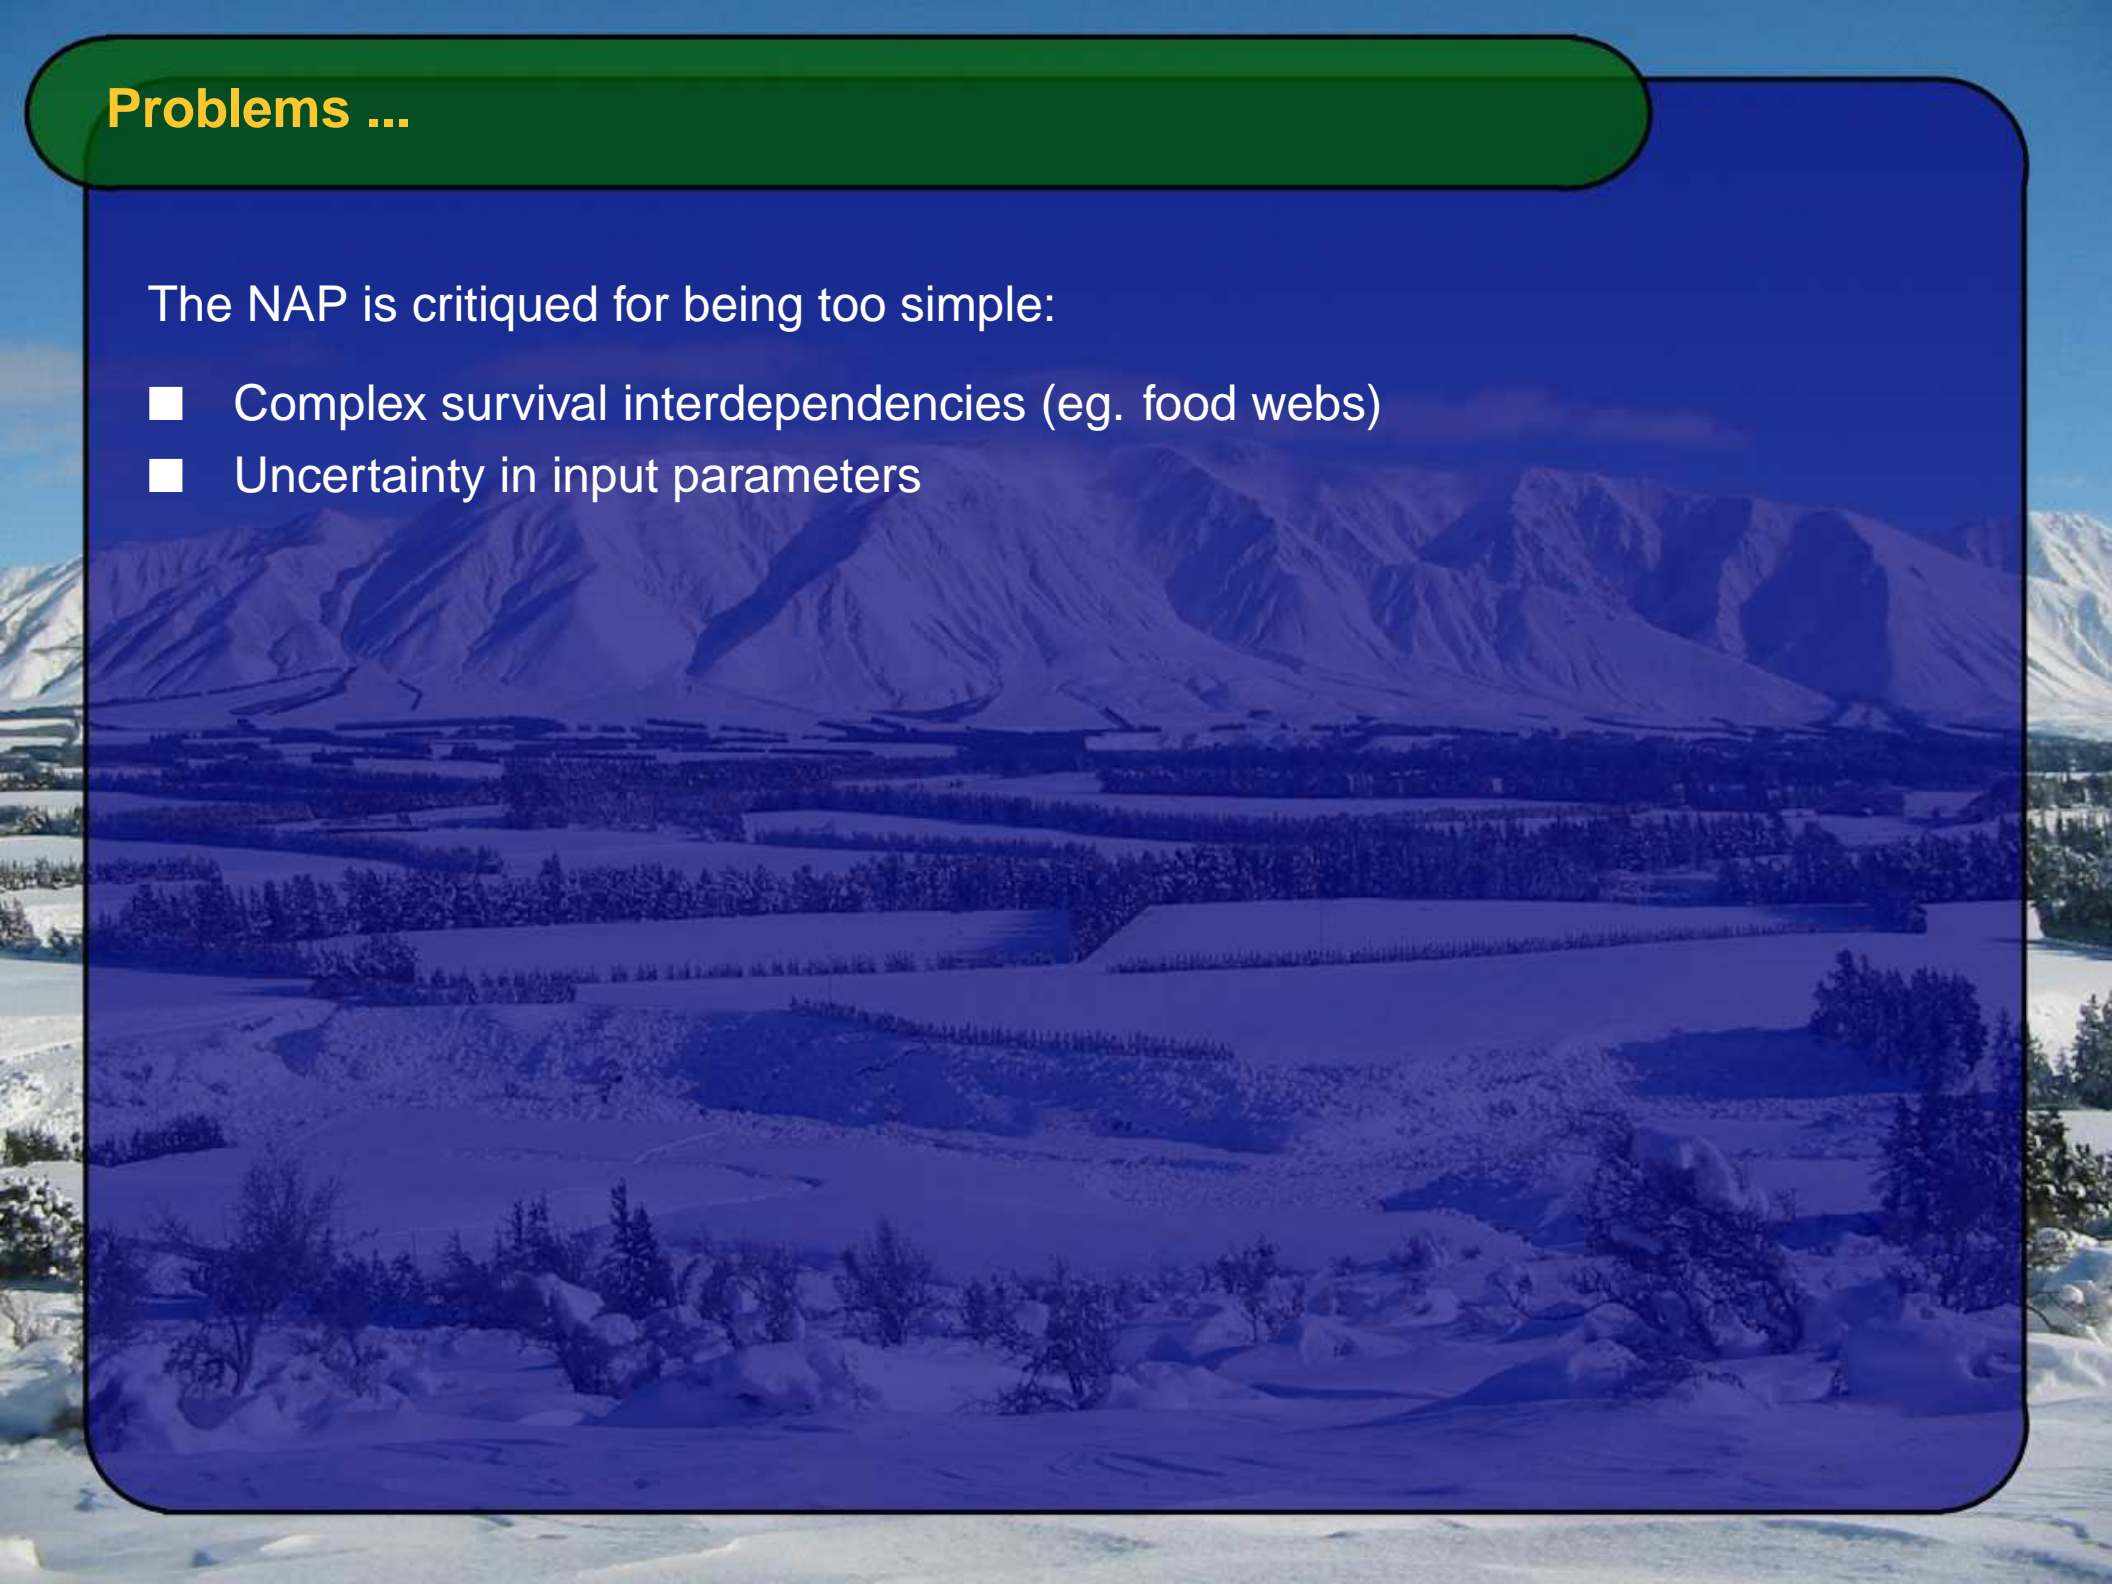 Problems ...
The NAP is critiqued for being too simple:
■ Complex survival interdependencies (eg. food webs)
■ Uncertainty in input parameters